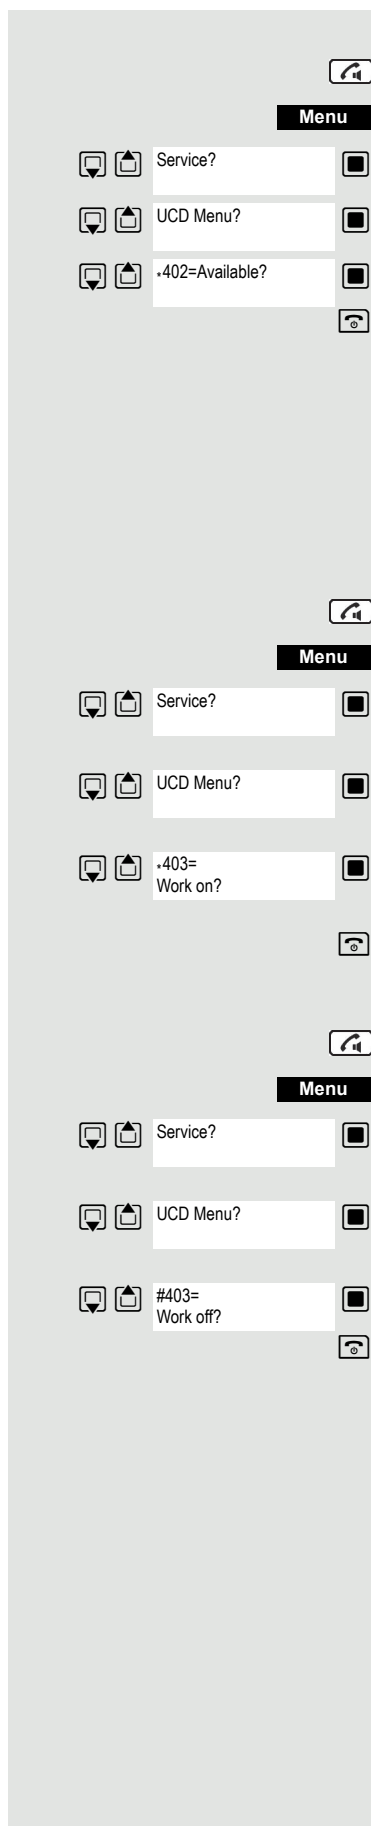 Menu
Service?
UCD Menu?
*402=Available?
Menu
Service?
UCD Menu?
*403=
Work on?
Menu
Service?
UCD Menu?
#403=
Work off?